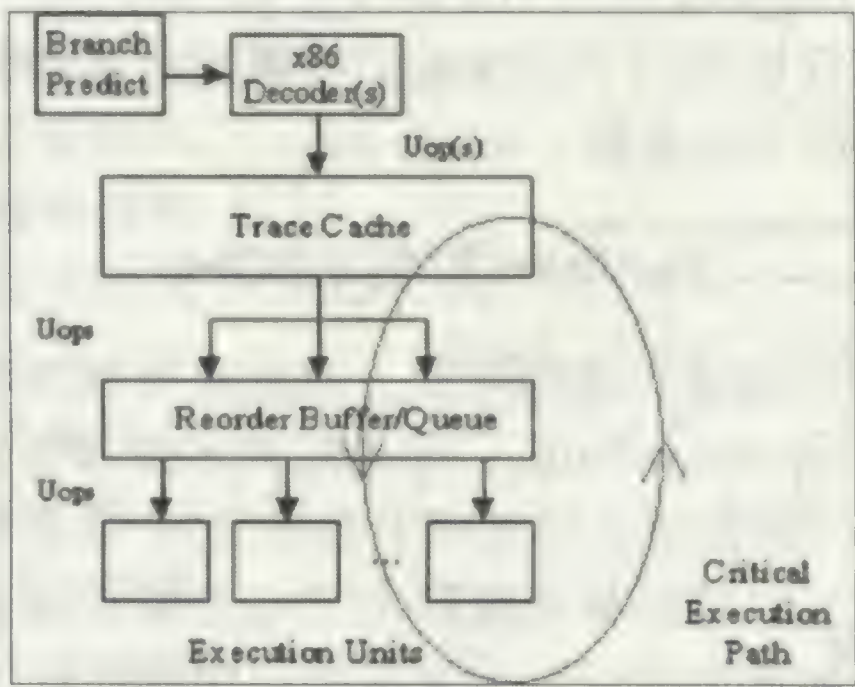 Branch
Predict
x86
Decoder(s)
Uop(s)
Trace Cache
Uops
Reorder Buffer/Queue
Uops
...
Execution Units
Critical
Execution
Path